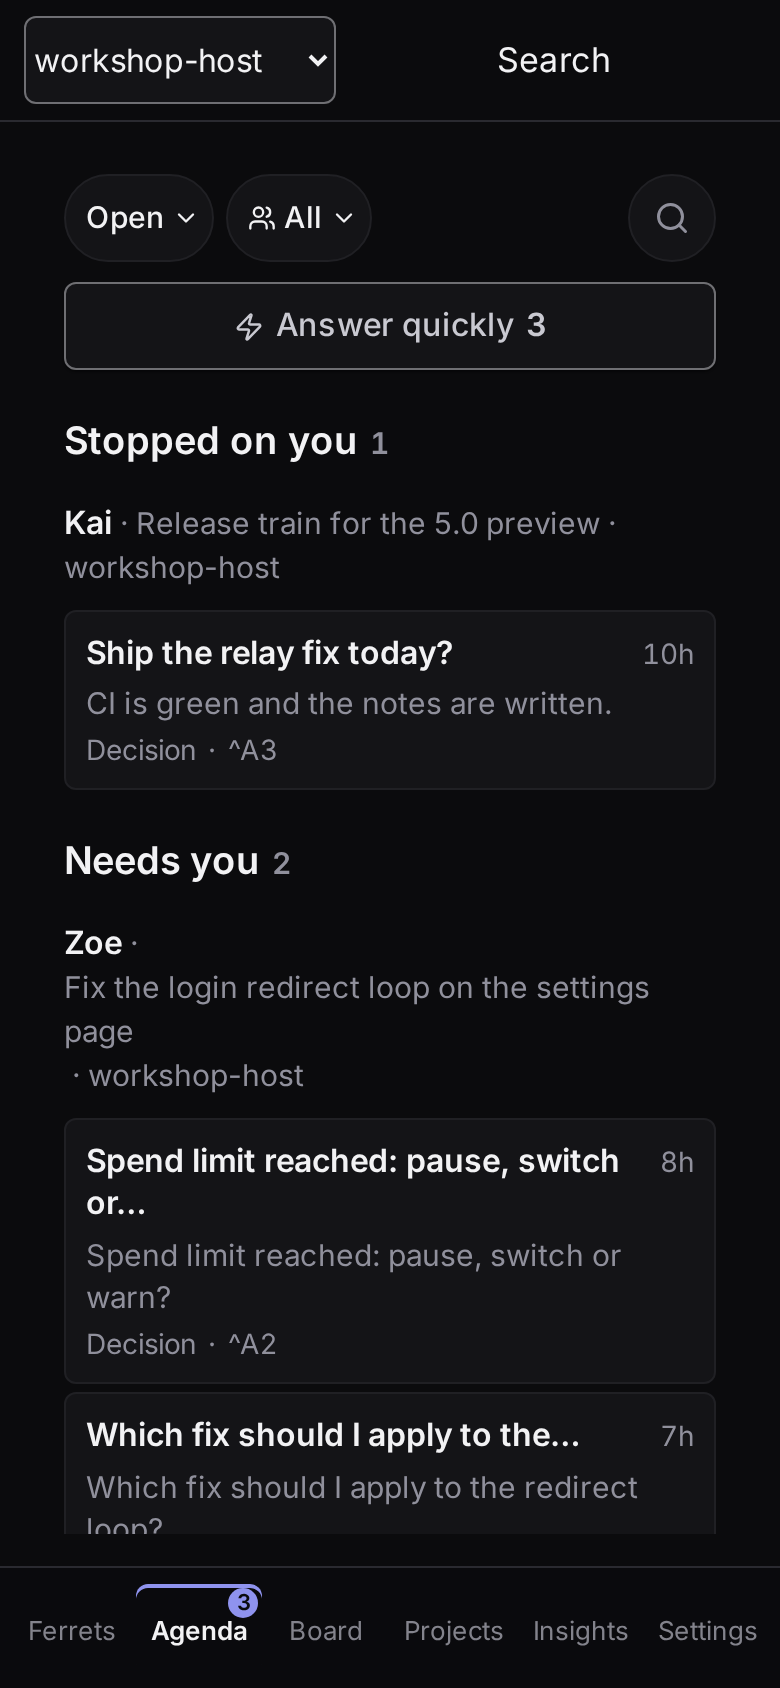 workshop-host
Search
Open
All
Answer quickly 3
Stopped on you 1
Kai · Release train for the 5.0 preview ·
workshop-host
Ship the relay fix today?
10h
CI is green and the notes are written.
Decision · ^A3
Needs you 2
Zoe ·
Fix the login redirect loop on the settings
page
· workshop-host
Spend limit reached: pause, switch
or...
8h
Spend limit reached: pause, switch or
warn?
Decision · ^A2
Which fix should I apply to the...
7h
Which fix should I apply to the redirect
loop?
3
Ferrets
Agenda
Board
Projects
Insights
Settings